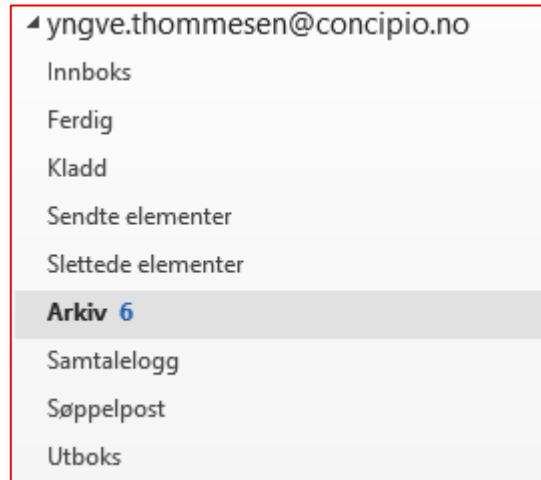 yngve.thommesen@concipio.no
Innboks
Ferdig
Kladd
Sendte elementer
Slettede elementer
Arkiv 6
Samtalelogg
Søppelpost
Utboks